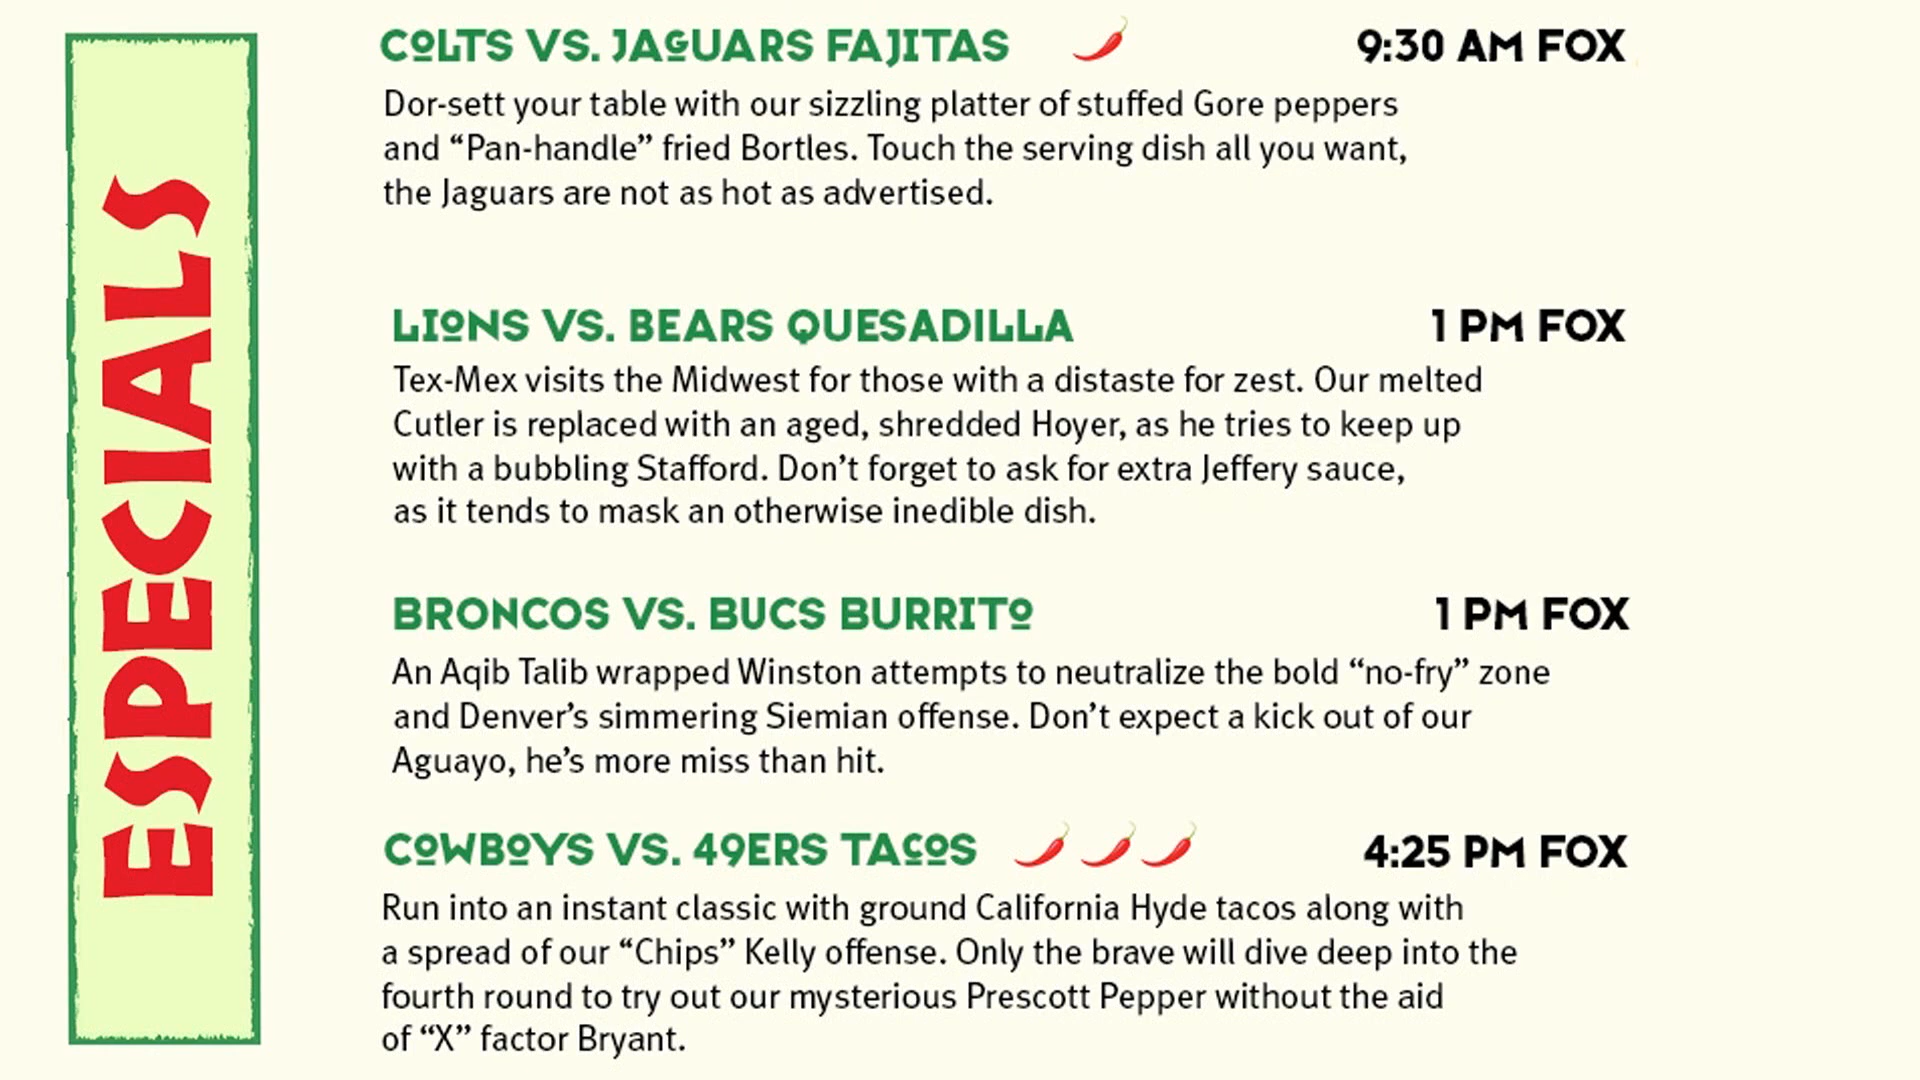 ESPECIALS
COLTS VS. JAGUARS FAJITAS 9:30 AM FOX
Dor-sett your table with our sizzling platter of stuffed Gore peppers
and “Pan-handle” fried Bortles. Touch the serving dish all you want,
the Jaguars are not as hot as advertised.
LIONS VS. BEARS QUESADILLA 1 PM FOX
Tex-Mex visits the Midwest for those with a distaste for zest. Our melted
Cutler is replaced with an aged, shredded Hoyer, as he tries to keep up
with a bubbling Stafford. Don’t forget to ask for extra Jeffery sauce,
as it tends to mask an otherwise inedible dish.
BRONCOS VS. BUCS BURRITO 1 PM FOX
An Aqib Talib wrapped Winston attempts to neutralize the bold “no-fry” zone
and Denver’s simmering Siemian offense. Don’t expect a kick out of our
Aguayo, he’s more miss than hit.
COWBOYS VS. 49ERS TACOS 4:25 PM FOX
Run into an instant classic with ground California Hyde tacos along with
a spread of our “Chips” Kelly offense. Only the brave will dive deep into the
fourth round to try out our mysterious Prescott Pepper without the aid
of “X” factor Bryant.